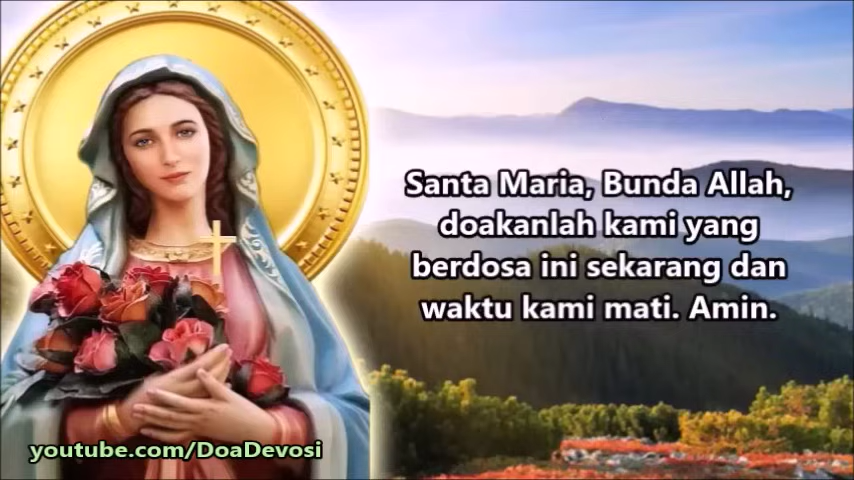 Santa Maria, Bunda Allah,
doakanlah kami yang
berdosa ini sekarang dan
waktu kami mati. Amin.
youtube.com/DoaDevosi